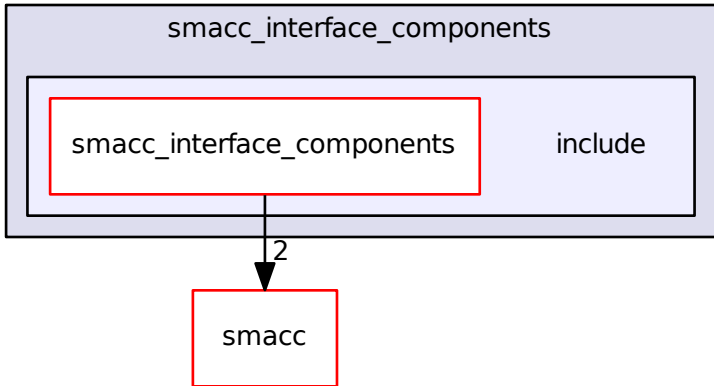 smacc_interface_components
smacc_interface_components include
2
smacc